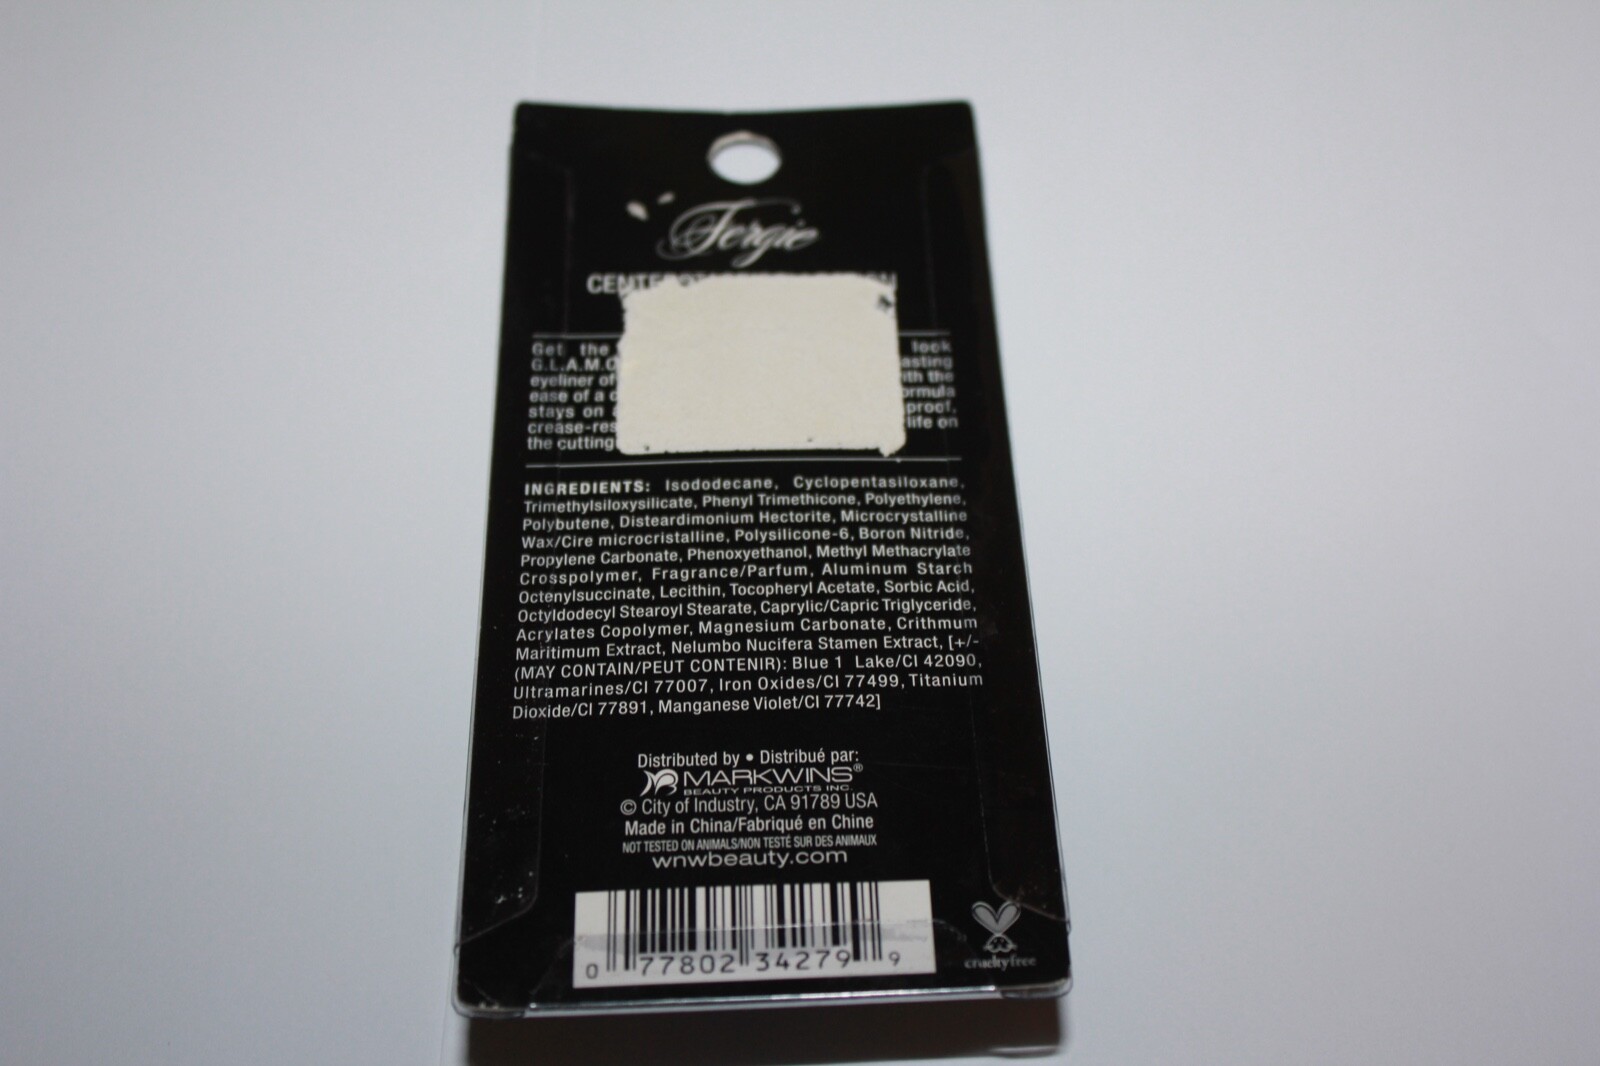 Fergie
Get the look
G.L.A.M.O asting
eyeliner of ith the
ease of a ormula
stays on proof,
crease-res life on
the cutting
INGREDIENTS: Isododecane, Cyclopentasiloxane,
Trimethylsiloxysilicate, Phenyl Trimethicone, Polyethylene,
Polybutene, Disteardimonium Hectorite, Microcrystalline
Wax/Cire microcristalline, Polysilicone-6, Boron Nitride,
Propylene Carbonate, Phenoxyethanol, Methyl Methacrylate
Crosspolymer, Fragrance/Parfum, Aluminum Starch
Octenylsuccinate, Lecithin, Tocopheryl Acetate, Sorbic Acid,
Octyldodecyl Stearoyl Stearate, Caprylic/Capric Triglyceride,
Acrylates Copolymer, Magnesium Carbonate, Crithmum
Maritimum Extract, Nelumbo Nucifera Stamen Extract, [+/-
(MAY CONTAIN/PEUT CONTENIR): Blue 1 Lake/CI 42090,
Ultramarines/CI 77007, Iron Oxides/CI 77499, Titanium
Dioxide/CI 77891, Manganese Violet/CI 77742]
Distributed by • Distribué par:
MARKWINS®
BEAUTY PRODUCTS INC.
© City of Industry, CA 91789 USA
Made in China/Fabriqué en Chine
NOT TESTED ON ANIMALS/NON TESTÉ SUR DES ANIMAUX
wnwbeauty.com
0 77802 34279 9
crueltyfree